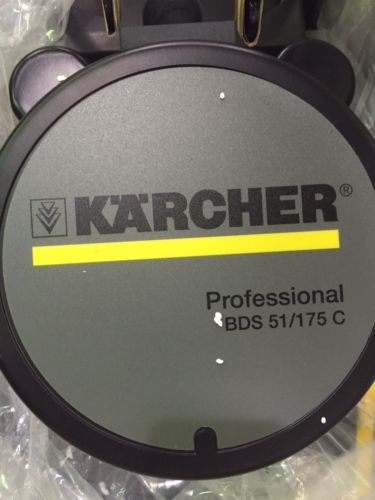 KÄRCHER®
Professional
BDS 51/175 C